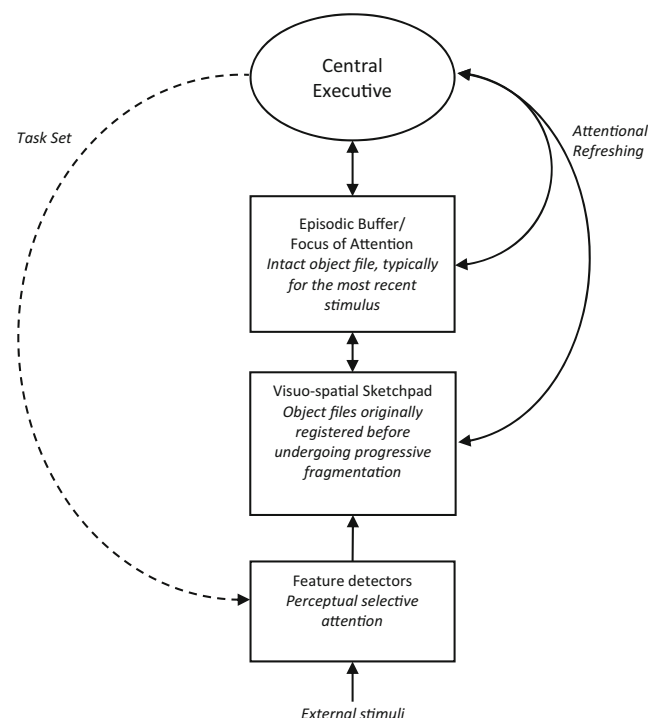 Central
Executive
Task Set
Attentional
Refreshing
Episodic Buffer/
Focus of Attention
Intact object file, typically
for the most recent
stimulus
Visuo-spatial Sketchpad
Object files originally
registered before
undergoing progressive
fragmentation
Feature detectors
Perceptual selective
attention
External stimuli